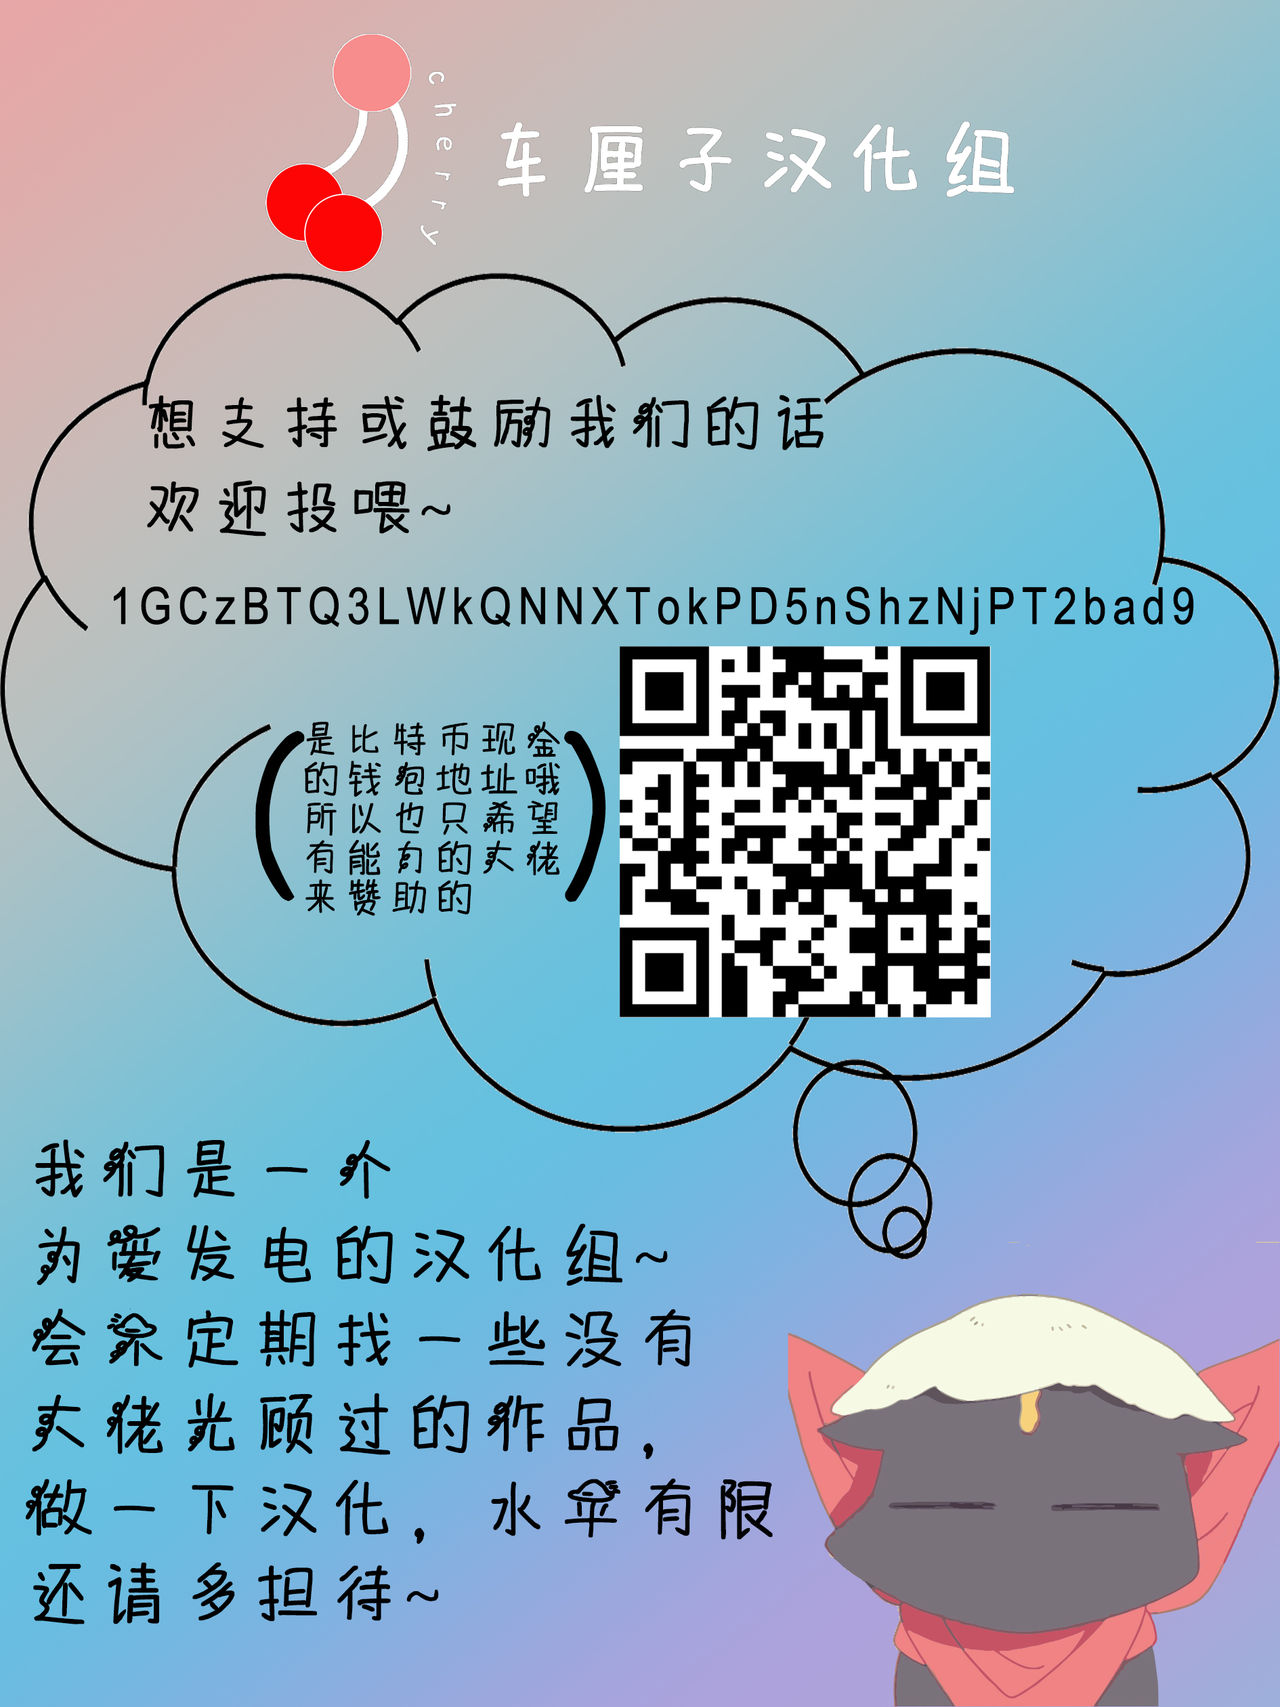 cherry
车厘子汉化组
想支持或鼓励我们的话
欢迎投喂~
1GCzBTQ3LWkQNNXTokPD5nShzNjPT2bad9
(是比特币现金
的钱包地址哦
所以也只希望
有能力的大佬
来赞助的)
我们是一个
为爱发电的汉化组~
会不定期找一些没有
大佬光顾过的作品,
做一下汉化, 水平有限
还请多担待~